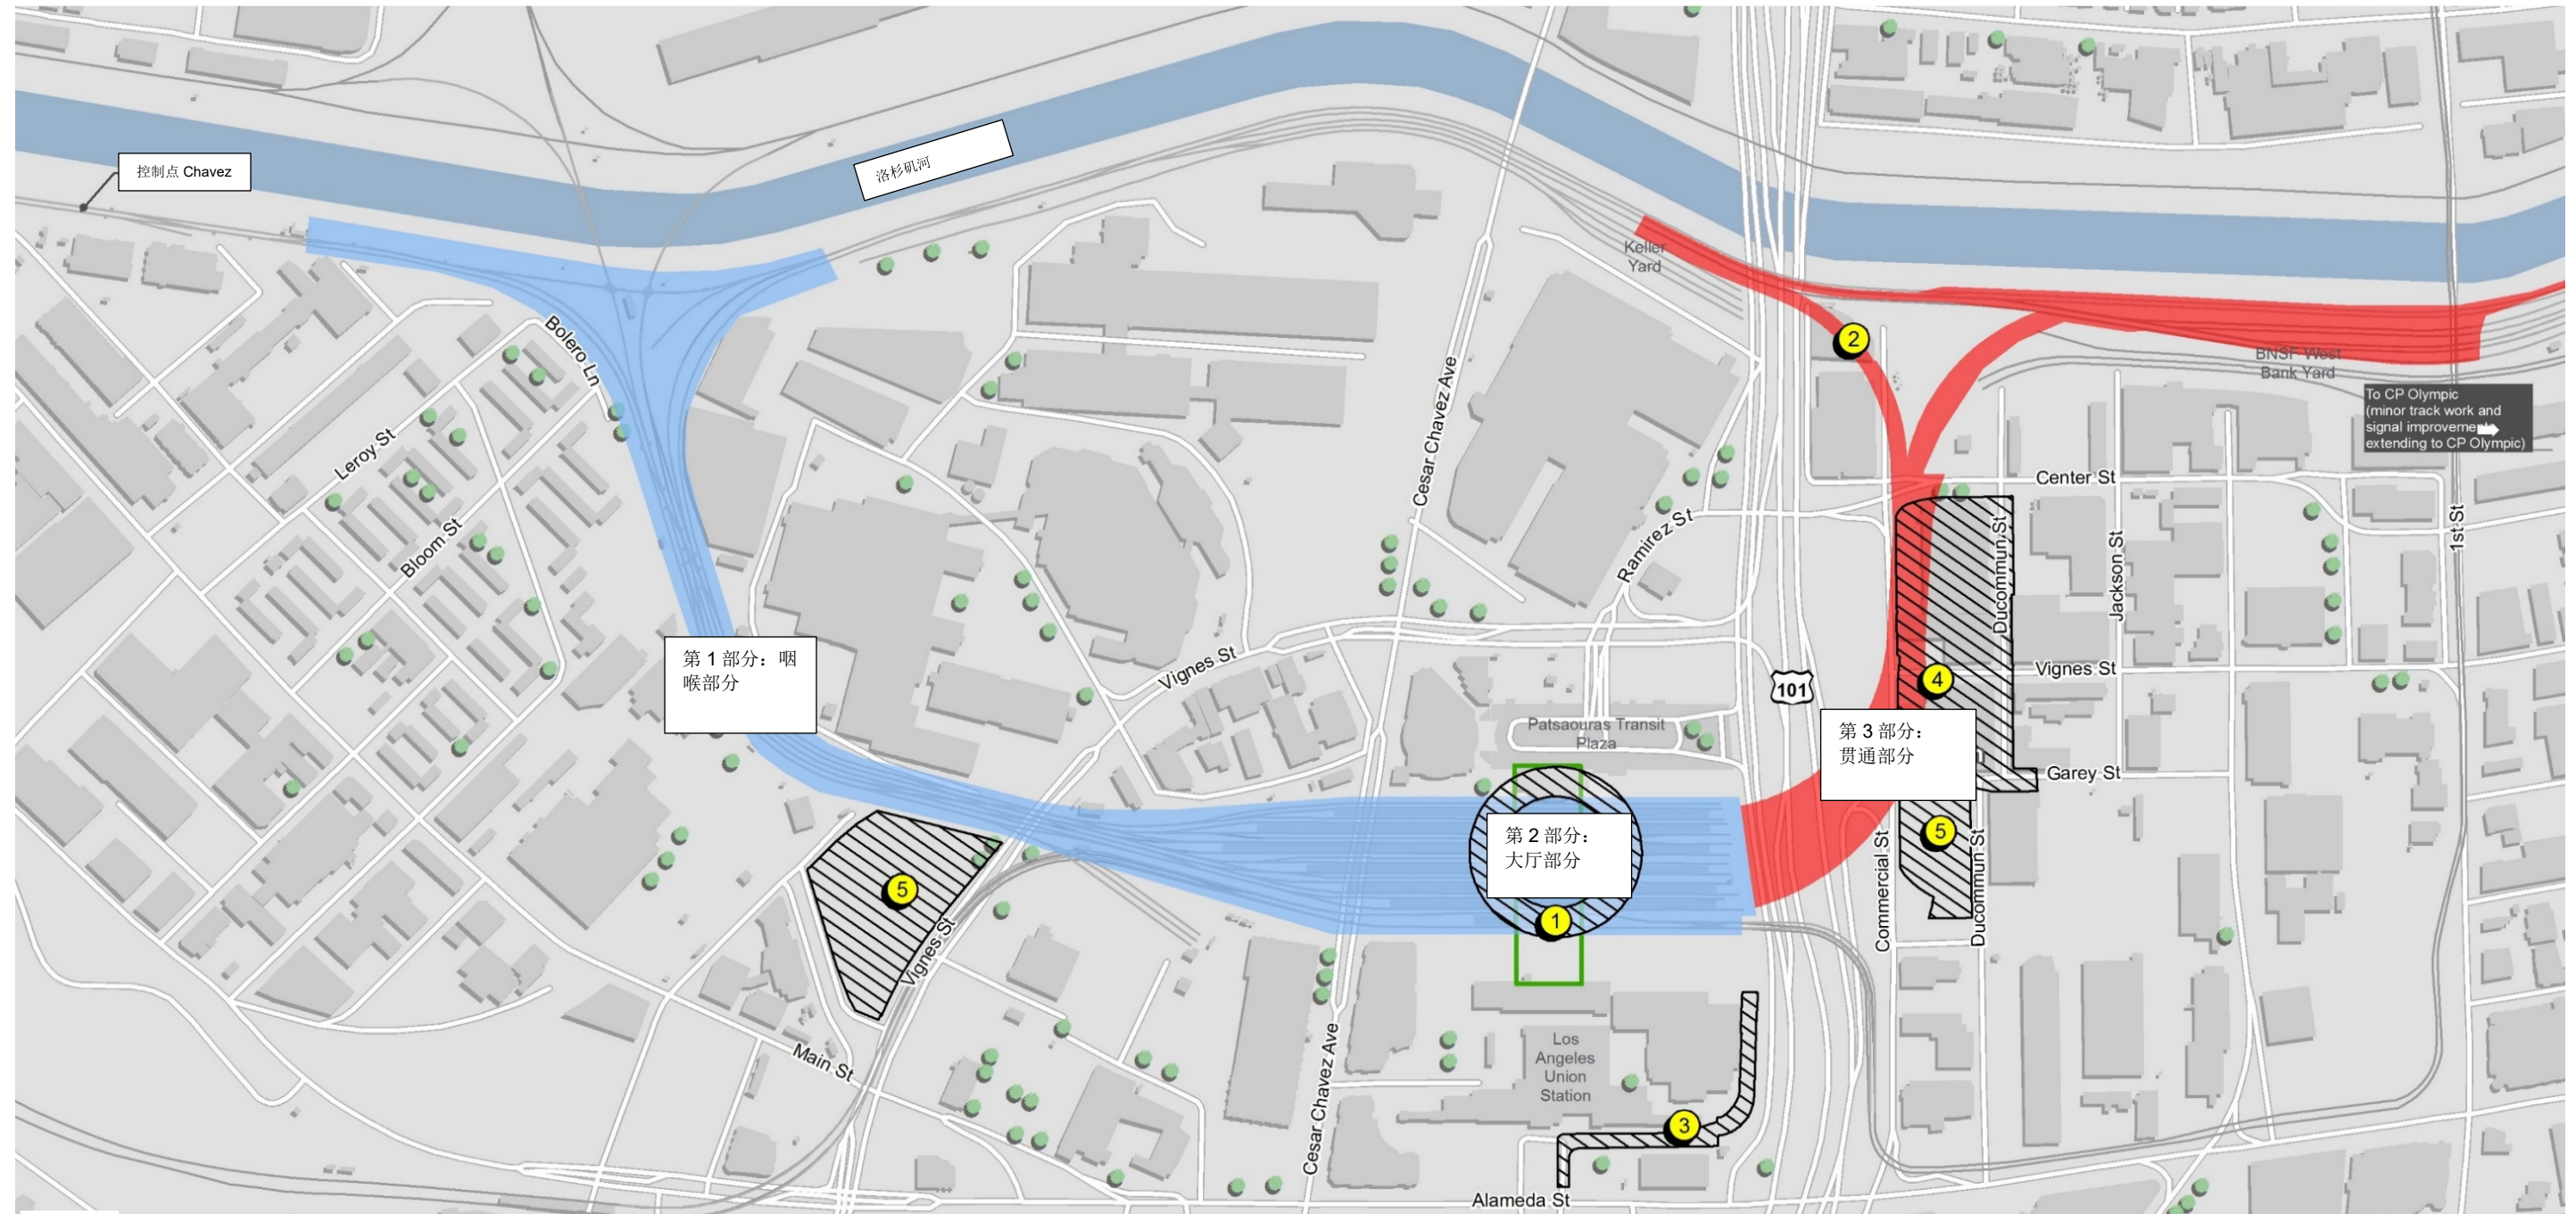 控制点 Chavez
洛杉矶河
Keller
Yard
Bolero Ln
Leroy St
Bloom St
Cesar Chavez Ave
Ramirez St
2
BNSF West
Bank Yard
To CP Olympic
(minor track work and
signal improvement
extending to CP Olympic)
Center St
Ducommun St
Jackson St
1st St
第 1 部分：咽
喉部分
Vignes St
101
4
Vignes St
Patsaouras Transit
Plaza
第 3 部分：
贯通部分
Garey St
第 2 部分：
大厅部分
5
5
1
Commercial St
Ducommun St
Vignes St
Main St
Cesar Chavez Ave
Los
Angeles
Union
Station
3
Alameda St